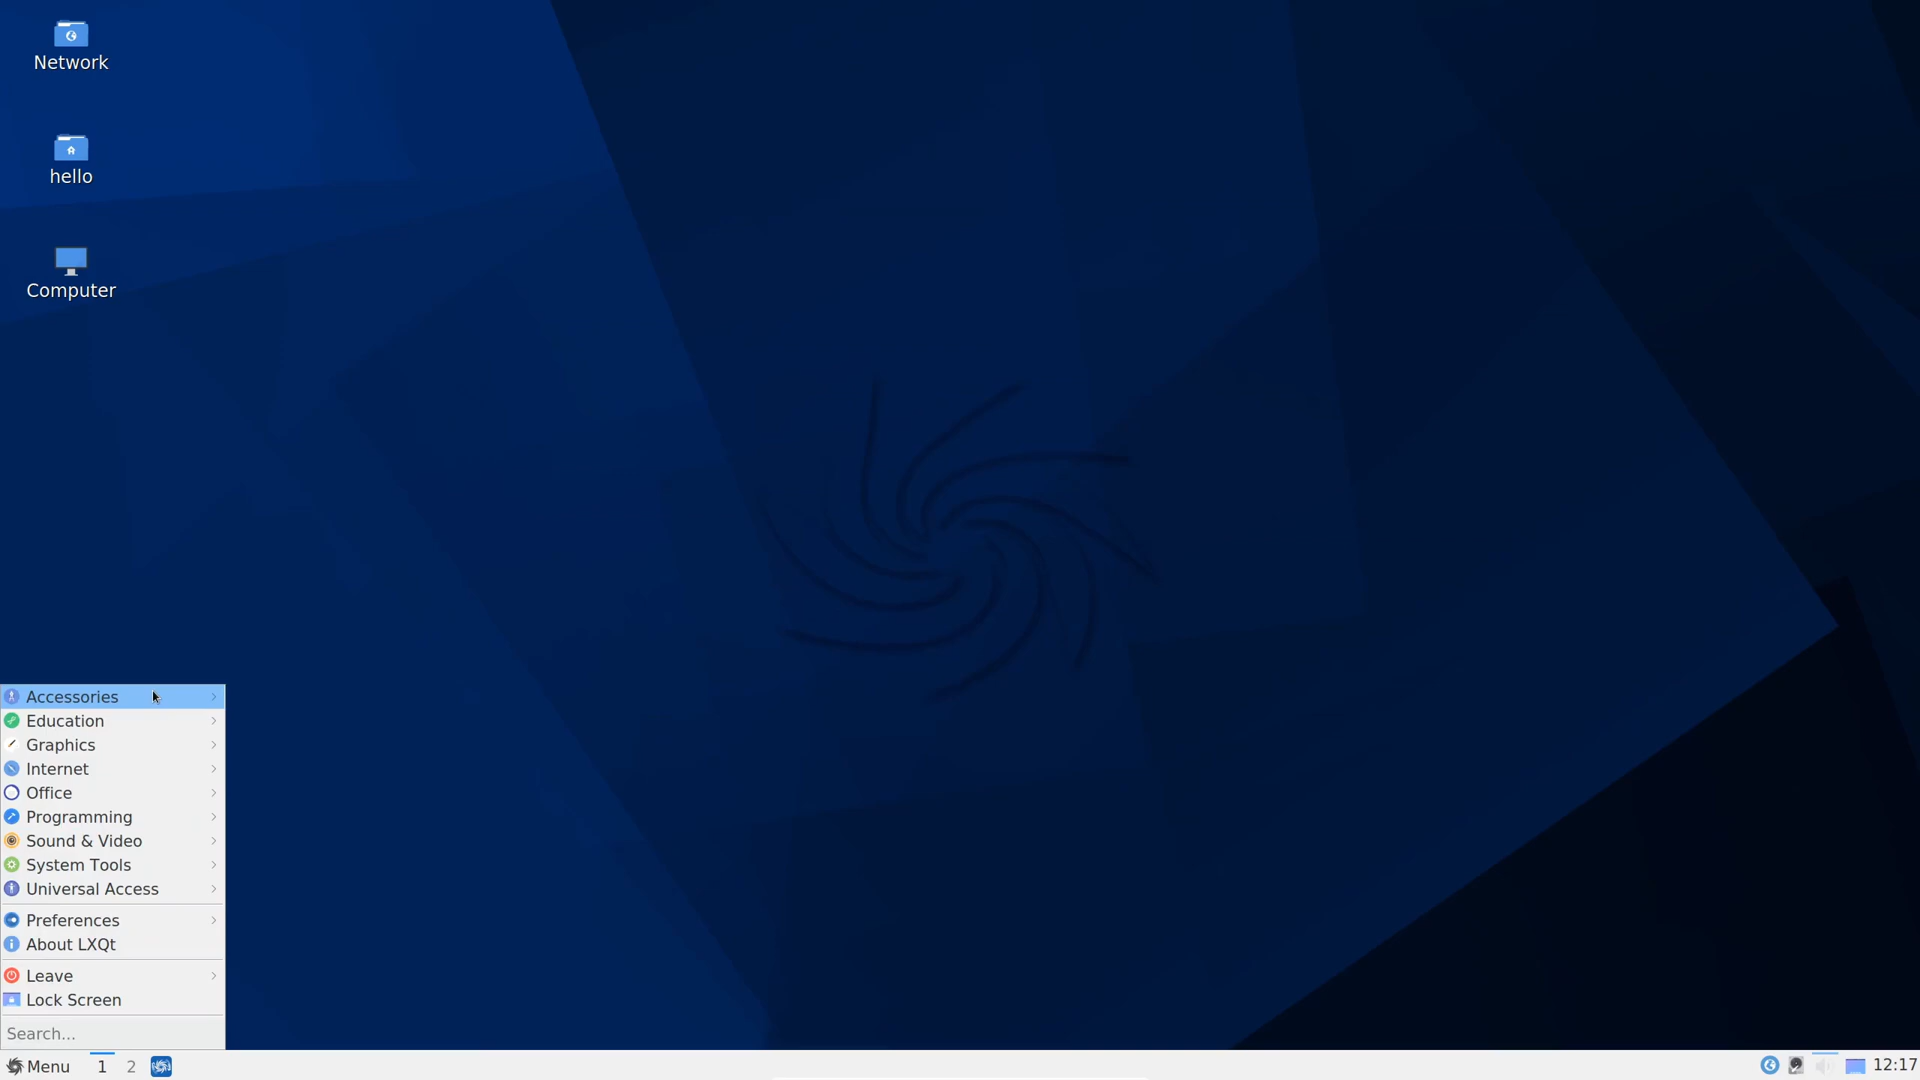 Network
hello
Computer
Accessories
Education
Graphics
Internet
Office
Programming
Sound & Video
System Tools
Universal Access
Preferences
About LXQt
Leave
Lock Screen
Search...
Menu 1 2 12:17